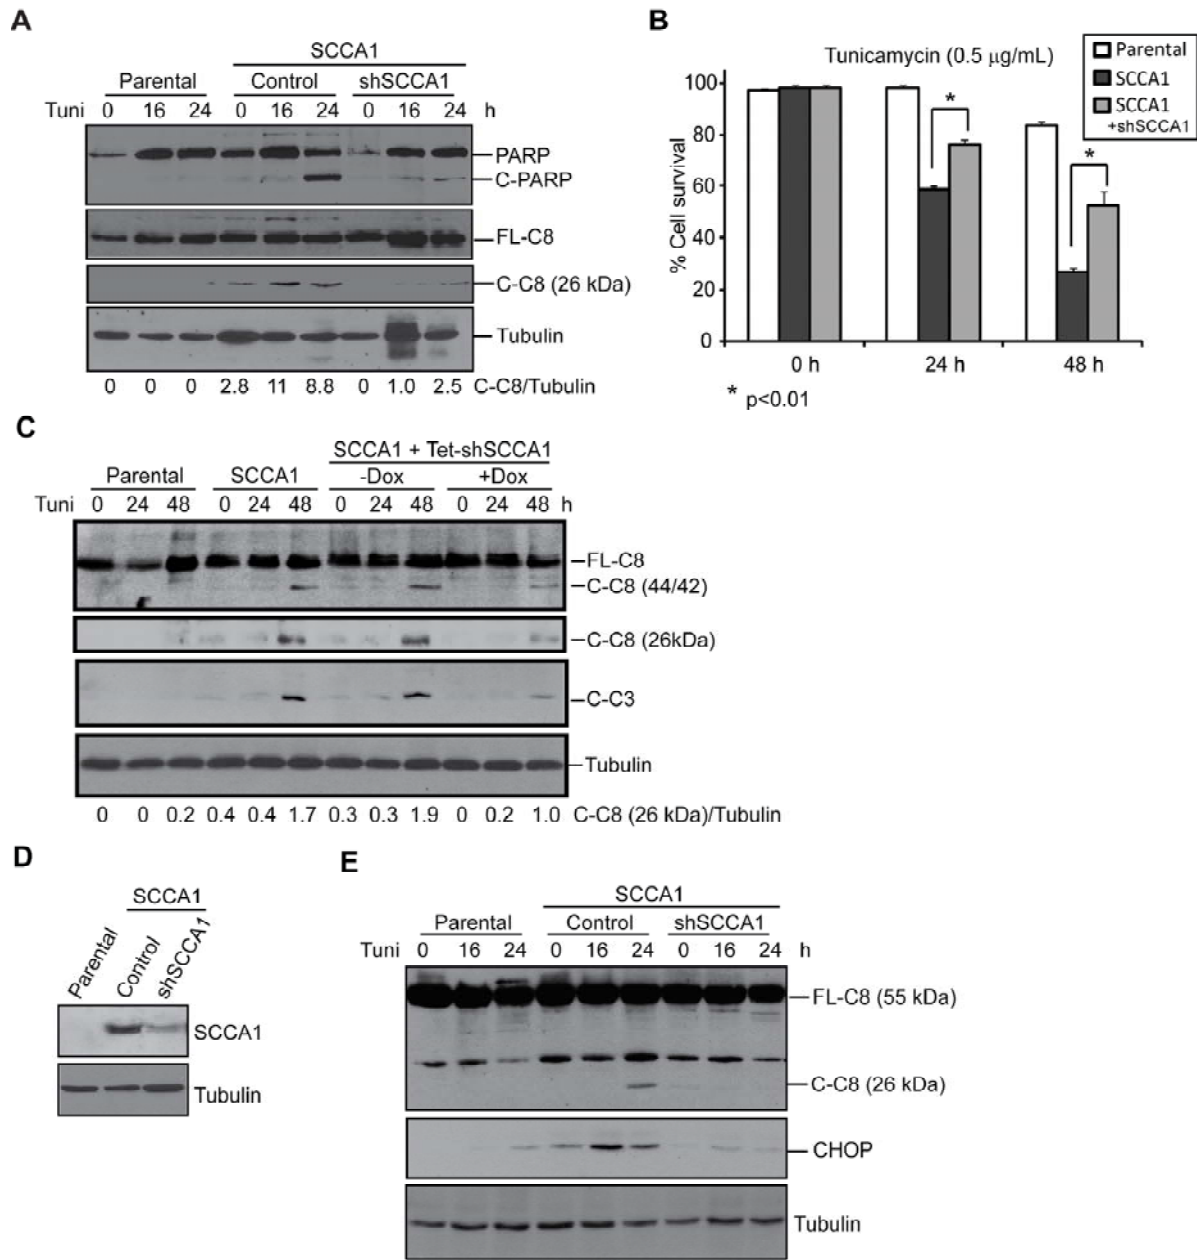 A
SCCA1
Parental Control shSCCA1
Tuni 0 16 24 0 16 24 0 16 24 h
PARP
C-PARP
FL-C8
C-C8 (26 kDa)
Tubulin
0 0 0 2.8 11 8.8 0 1.0 2.5 C-C8/Tubulin
B
Tunicamycin (0.5 µg/mL)
Parental
SCCA1
SCCA1
+shSCCA1
% Cell survival
100
80
60
40
20
0
*
*
0 h 24 h 48 h
* p<0.01
C
SCCA1 + Tet-shSCCA1
Parental SCCA1 -Dox +Dox
Tuni 0 24 48 0 24 48 0 24 48 0 24 48 h
FL-C8
C-C8 (44/42)
C-C8 (26kDa)
C-C3
Tubulin
0 0 0.2 0.4 0.4 1.7 0.3 0.3 1.9 0 0.2 1.0 C-C8 (26 kDa)/Tubulin
D
SCCA1
Parental Control shSCCA1
SCCA1
Tubulin
E
SCCA1
Parental Control shSCCA1
Tuni 0 16 24 0 16 24 0 16 24 h
FL-C8 (55 kDa)
C-C8 (26 kDa)
CHOP
Tubulin